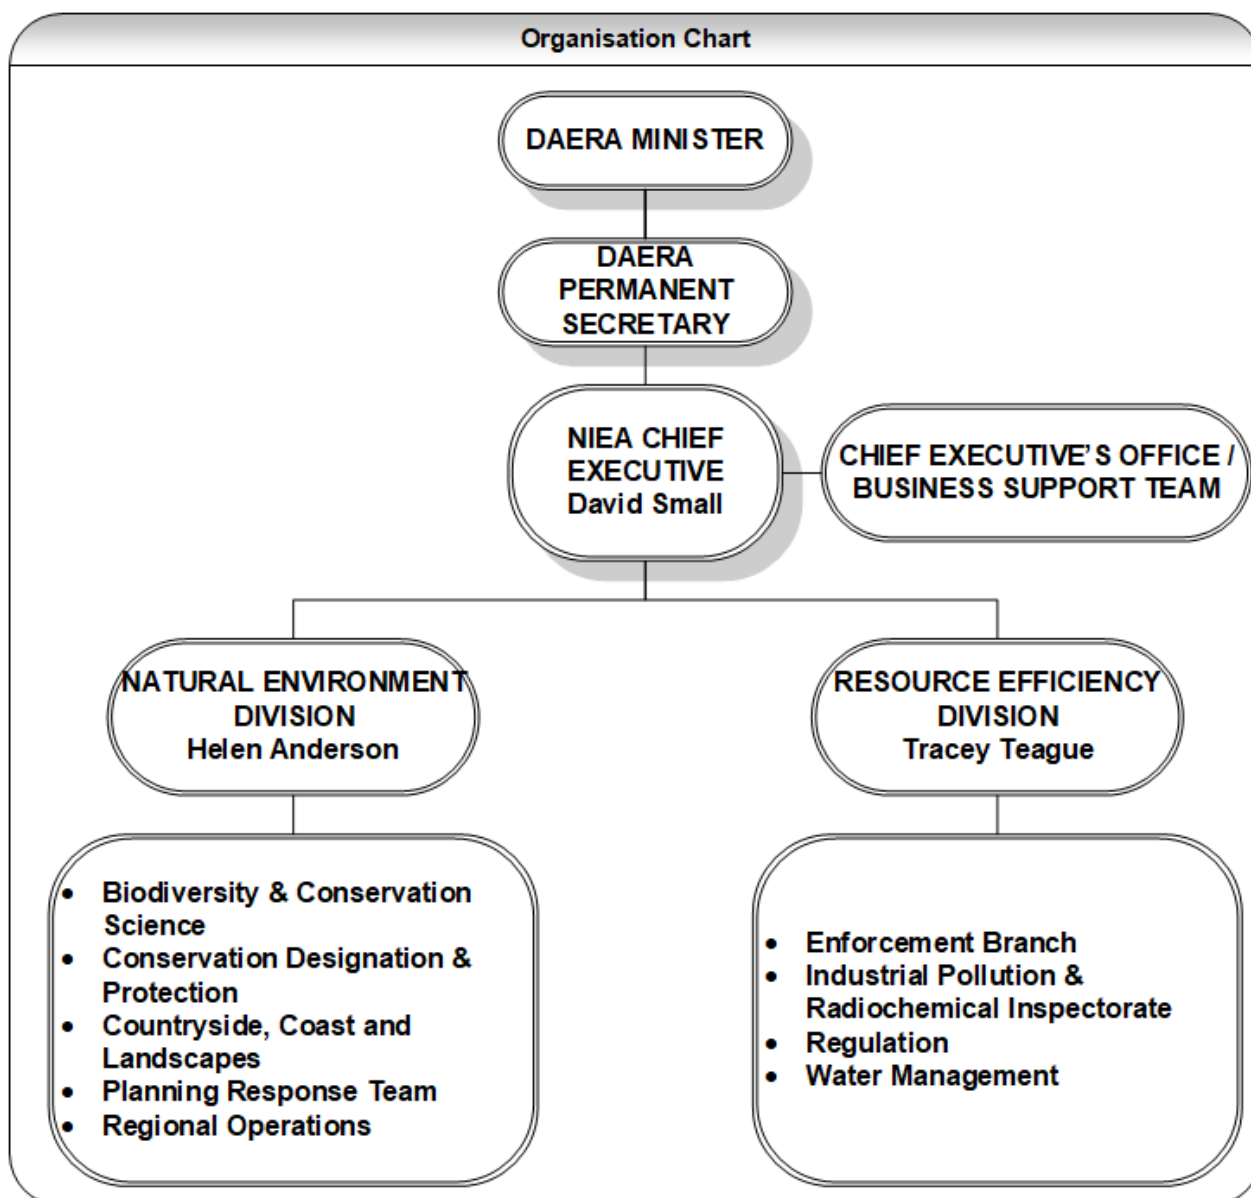 Organisation Chart
DAERA MINISTER
DAERA
PERMANENT
SECRETARY
NIEA CHIEF
EXECUTIVE
David Small
CHIEF EXECUTIVE’S OFFICE /
BUSINESS SUPPORT TEAM
NATURAL ENVIRONMENT
DIVISION
Helen Anderson
RESOURCE EFFICIENCY
DIVISION
Tracey Teague
• Biodiversity & Conservation
Science
• Conservation Designation &
Protection
• Countryside, Coast and
Landscapes
• Planning Response Team
• Regional Operations
• Enforcement Branch
• Industrial Pollution &
Radiochemical Inspectorate
• Regulation
• Water Management